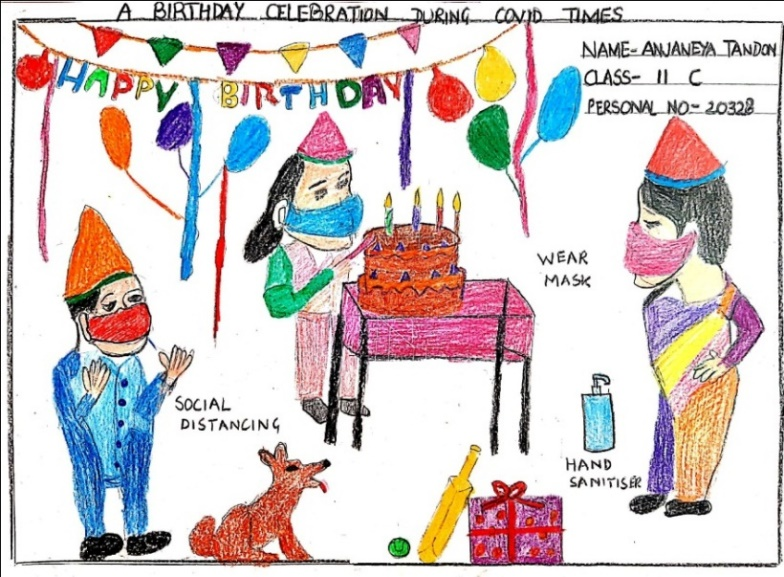 A BIRTHDAY CELEBRATION DURING COVID TIMES
NAME- ANJANEYA TANDON
CLASS- 11 C
PERSONAL NO- 20328
HAPPY BIRTHDAY
WEAR
MASK
SOCIAL
DISTANCING
HAND
SANITISER